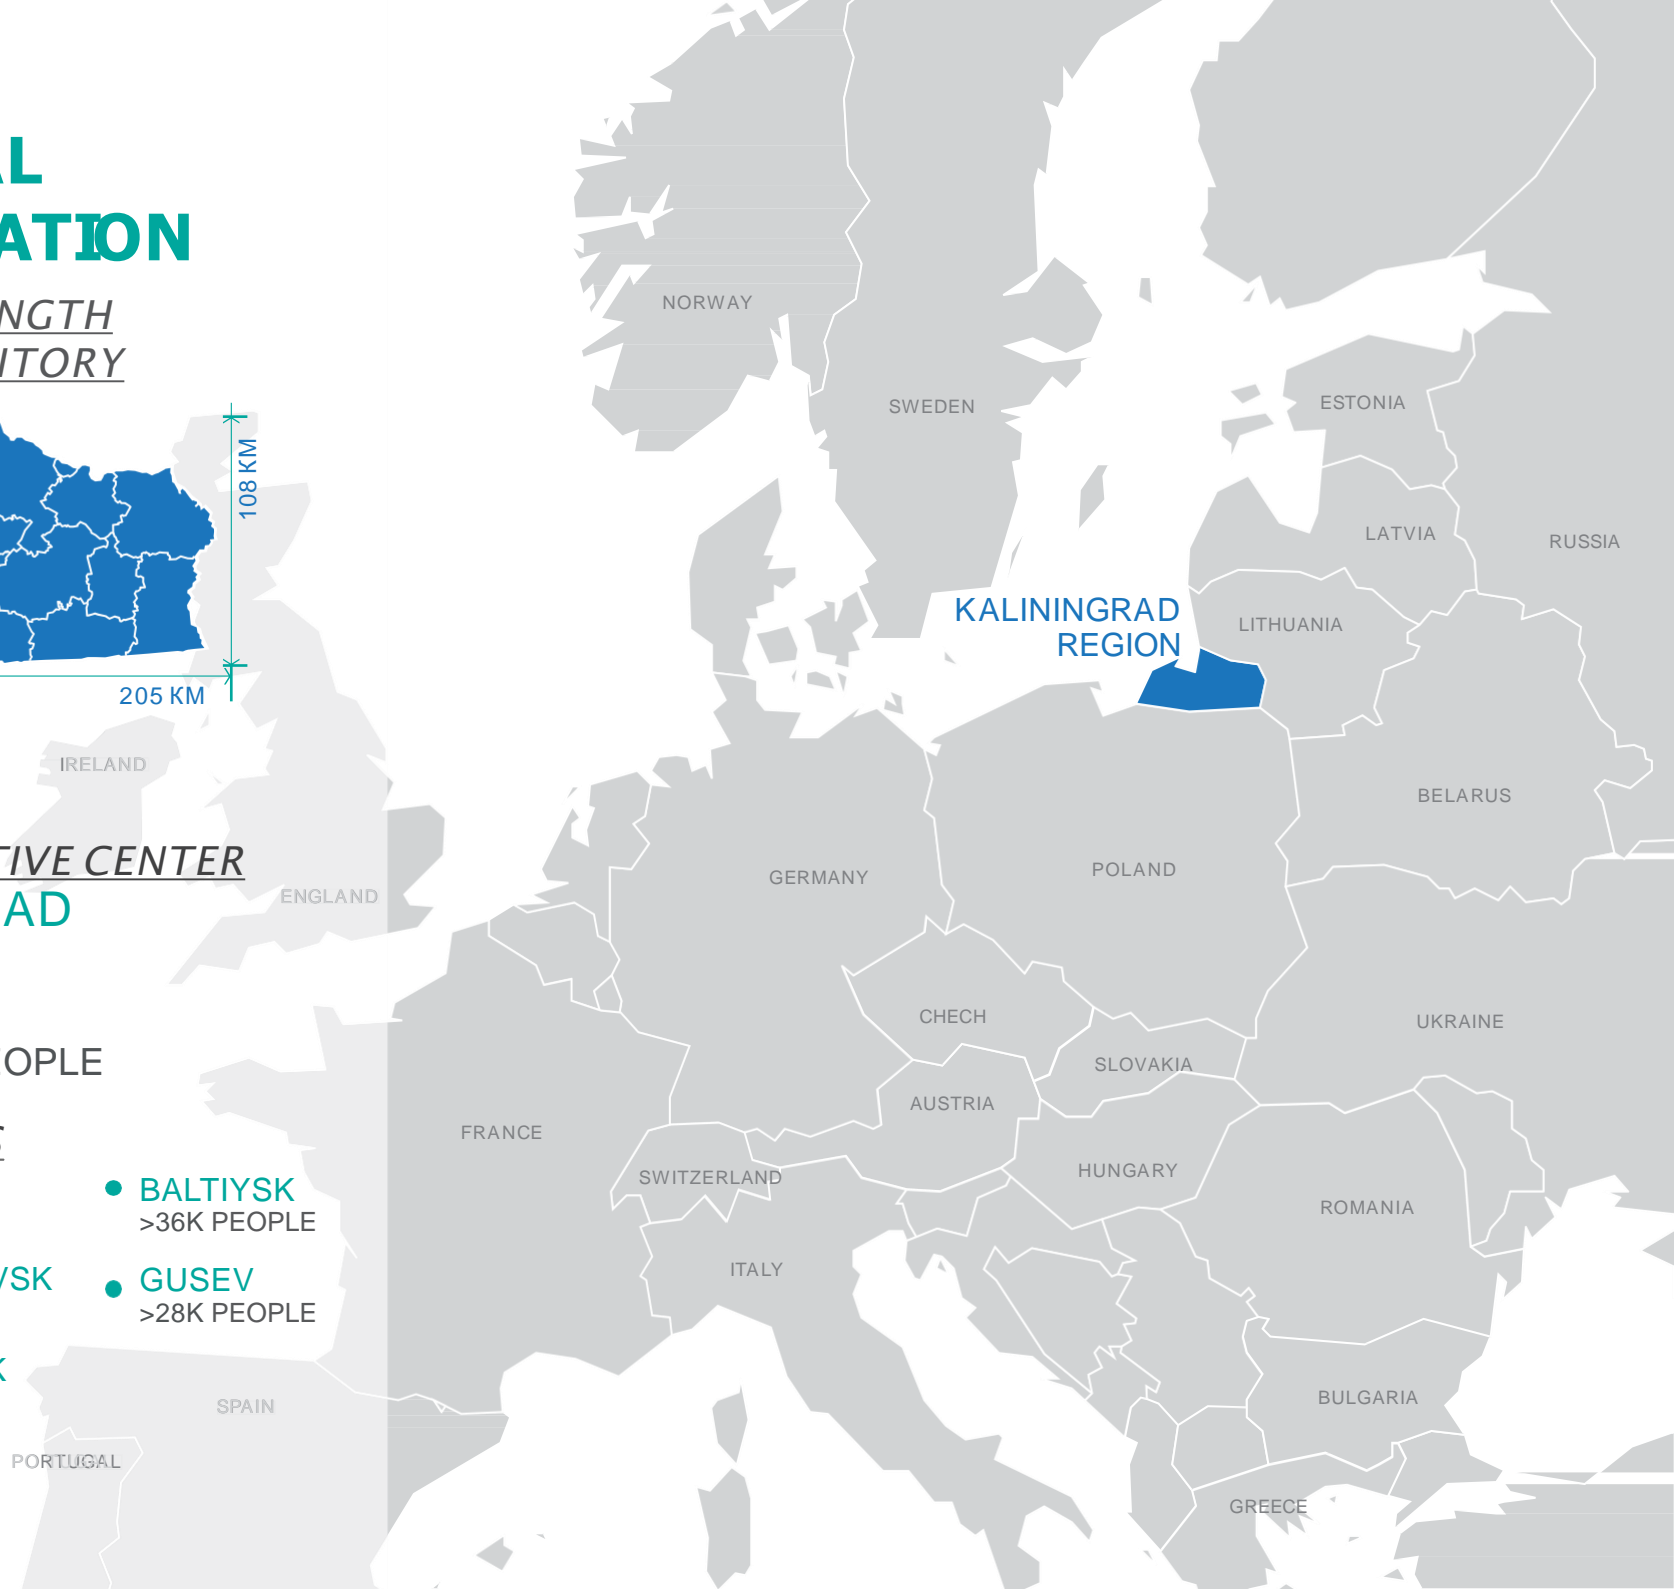 AL
ATION
NGTH
ITORY
108 KM
205 KM
TIVE CENTER
AD
EOPLE
S
BALTIYSK
>36K PEOPLE
YSK
GUSEV
>28K PEOPLE
K
NORWAY
SWEDEN
ESTONIA
LATVIA
RUSSIA
KALININGRAD
REGION
LITHUANIA
IRELAND
BELARUS
ENGLAND
GERMANY
POLAND
CHECH
UKRAINE
SLOVAKIA
AUSTRIA
FRANCE
SWITZERLAND
HUNGARY
ROMANIA
ITALY
SPAIN
BULGARIA
PORTUGAL
GREECE